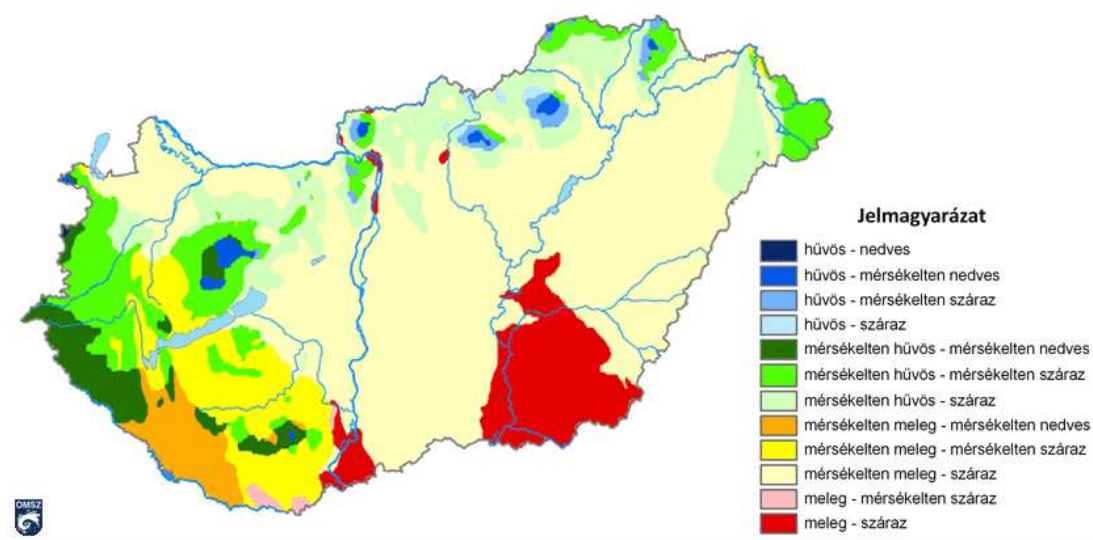 Jelmagyarázat
hűvös - nedves
hűvös - mérsékelten nedves
hűvös - mérsékelten száraz
hűvös - száraz
mérsékelten hűvös - mérsékelten nedves
mérsékelten hűvös - mérsékelten száraz
mérsékelten hűvös - száraz
mérsékelten meleg - mérsékelten nedves
mérsékelten meleg - mérsékelten száraz
mérsékelten meleg - száraz
meleg - mérsékelten száraz
meleg - száraz
OMSZ